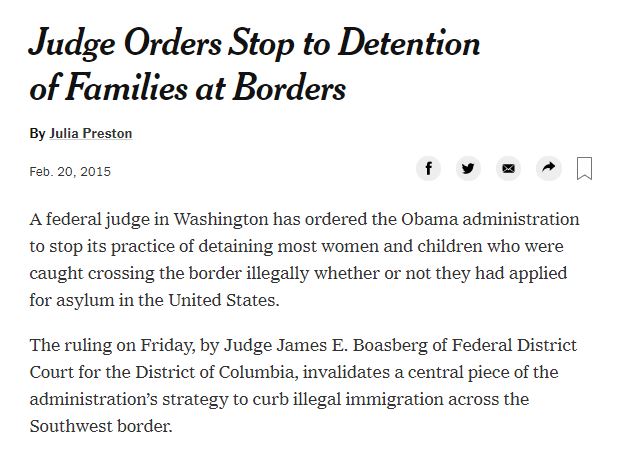 Judge Orders Stop to Detention
of Families at Borders
By Julia Preston
Feb. 20, 2015
A federal judge in Washington has ordered the Obama administration
to stop its practice of detaining most women and children who were
caught crossing the border illegally whether or not they had applied
for asylum in the United States.
The ruling on Friday, by Judge James E. Boasberg of Federal District
Court for the District of Columbia, invalidates a central piece of the
administration’s strategy to curb illegal immigration across the
Southwest border.